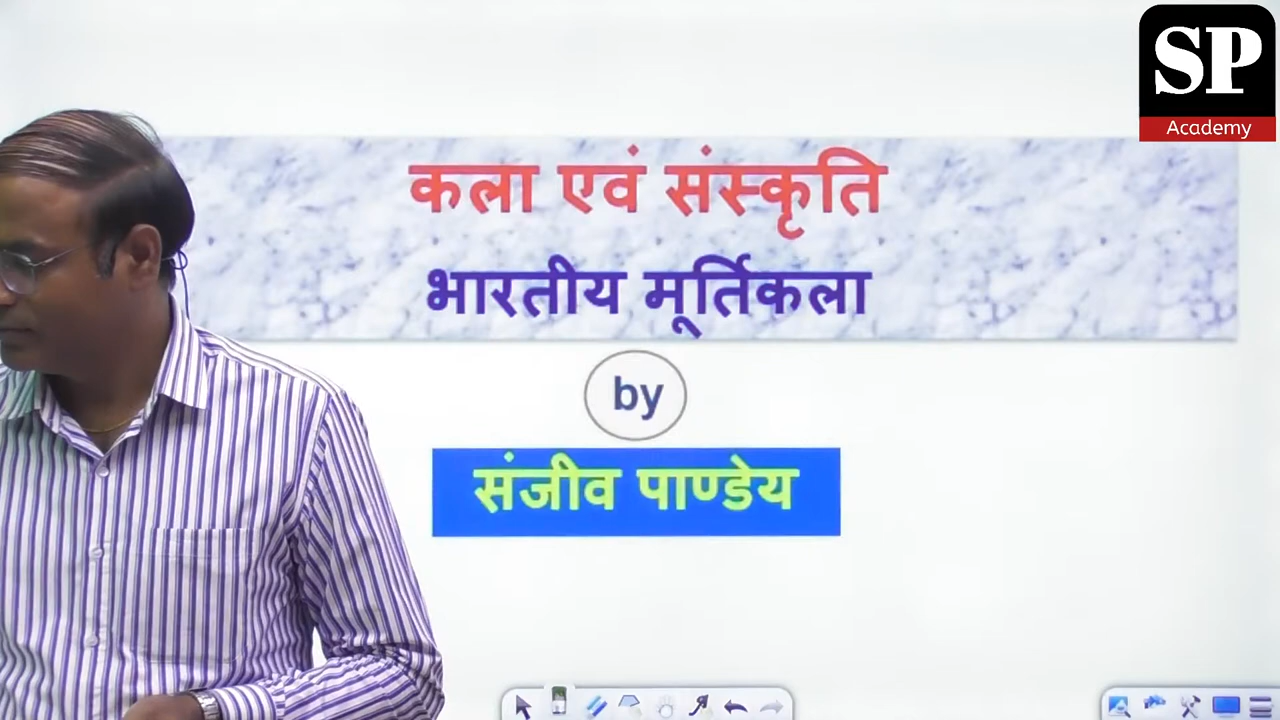 SP
Academy
कला एवं संस्कृति
भारतीय मूर्तिकला
by
संजीव पाण्डेय